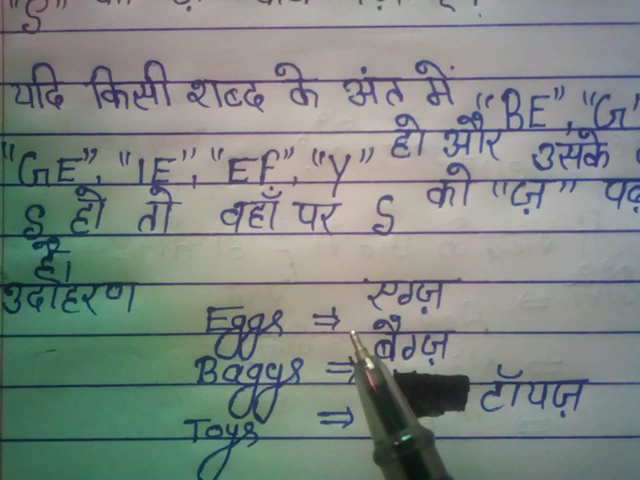 यदि किसी शब्द के अंत में "BE", "G"
"GE", "IE", "EF", "Y" हो और उसके
S हो तो वहाँ पर S को "ज़" पढ़
है।
उदाहरण
Eggs ⇒ एग्ज़
Baggs ⇒ बैग्ज़
Toys ⇒ टॉयज़